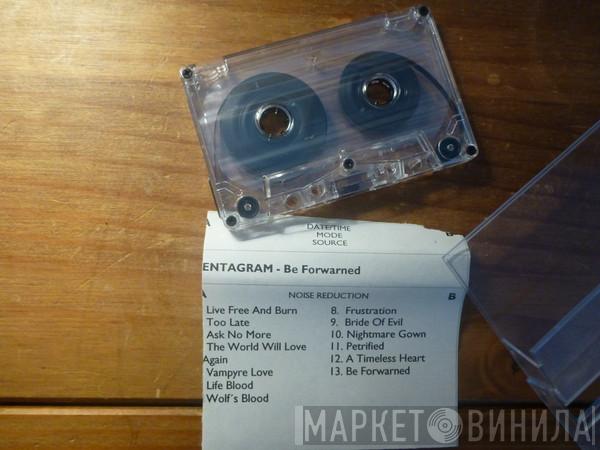 A B
DATE/TIME
MODE
SOURCE
ENTAGRAM - Be Forwarned
A NOISE REDUCTION B
Live Free And Burn
Too Late
Ask No More
The World Will Love
Again
Vampyre Love
Life Blood
Wolf´s Blood
8. Frustration
9. Bride Of Evil
10. Nightmare Gown
11. Petrified
12. A Timeless Heart
13. Be Forwarned
МАРКЕТ ВИНИЛА